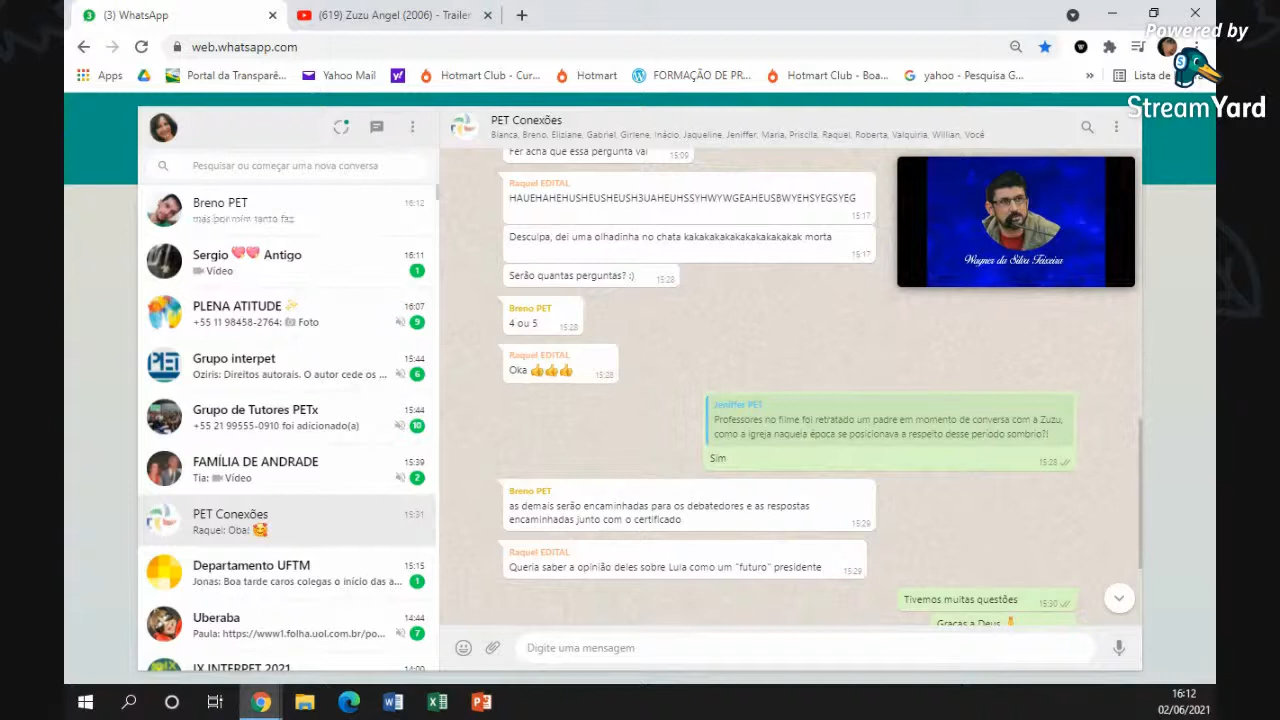 (3) WhatsApp
(619) Zuzu Angel (2006) - Trailer
Powered by
StreamYard
web.whatsapp.com
Apps
Portal da Transparê...
Yahoo Mail
Hotmart Club - Cur...
Hotmart
FORMAÇÃO DE PR...
Hotmart Club - Boa...
yahoo - Pesquisa G...
»
Lista de
Pesquisar ou começar uma nova conversa
Breno PET 16:12
mas por mim tanto faz
Sergio Antigo 16:11
Vídeo 1
PLENA ATITUDE 16:07
+55 11 98458-2764: Foto 9
Grupo interpet 15:44
Oziris: Direitos autorais. O autor cede os ... 6
Grupo de Tutores PETx 15:44
+55 21 99555-0910 foi adicionado(a) 10
FAMÍLIA DE ANDRADE 15:39
Tia: Vídeo 2
PET Conexões 15:31
Raquel: Oba! 🥰
Departamento UFTM 15:15
Jonas: Boa tarde caros colegas o início das a... 1
Uberaba 14:44
Paula: https://www1.folha.uol.com.br/po... 7
IX INTERPET 2021 14:00
PET Conexões
Bianca, Breno, Eliziane, Gabriel, Girlene, Inácio, Jaqueline, Jeniffer, Maria, Priscila, Raquel, Roberta, Valquiria, Willian, Você
Fer acha que essa pergunta vai 15:09
Raquel EDITAL
HAUEHAHEHUSHEUSHEUSH3UAHEUHSSYHWYWGEAHEUSBWYEHSYEGSYEG
15:17
Desculpa, dei uma olhadinha no chata kakakakakakakakakakak morta
15:17
Serão quantas perguntas? :) 15:28
Breno PET
4 ou 5 15:28
Raquel EDITAL
Oka 👍👍👍 15:28
Jeniffer PET
Professores no filme foi retratado um padre em momento de conversa com a Zuzu,
como a igreja naquela época se posicionava a respeito desse período sombrio?!
Sim 15:28
Breno PET
as demais serão encaminhadas para os debatedores e as respostas
encaminhadas junto com o certificado 15:29
Raquel EDITAL
Queria saber a opinião deles sobre Lula como um "futuro" presidente 15:29
Tivemos muitas questões 15:30
Graças a Deus
Digite uma mensagem
Wagner da Silva Teixeira
16:12
02/06/2021